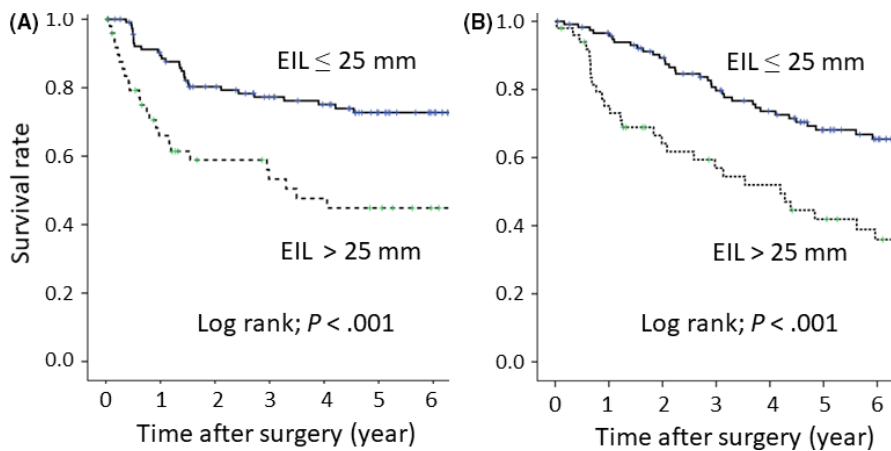 (A)
1.0
0.8
0.6
0.4
0.2
0.0
Survival rate
EIL ≤ 25 mm
EIL > 25 mm
Log rank; P < .001
0 1 2 3 4 5 6
Time after surgery (year)
(B)
1.0
0.8
0.6
0.4
0.2
0.0
EIL ≤ 25 mm
EIL > 25 mm
Log rank; P < .001
0 1 2 3 4 5 6
Time after surgery (year)